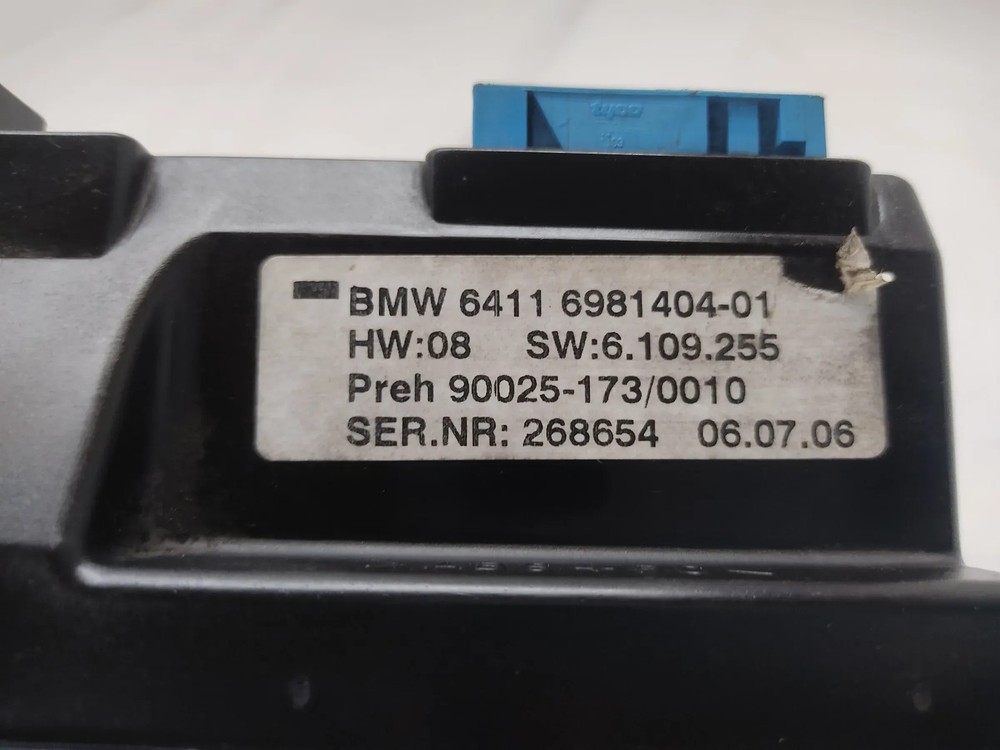 tyco
BMW 6411 6981404-01
HW:08 SW:6.109.255
Preh 90025-173/0010
SER.NR: 268654 06.07.06